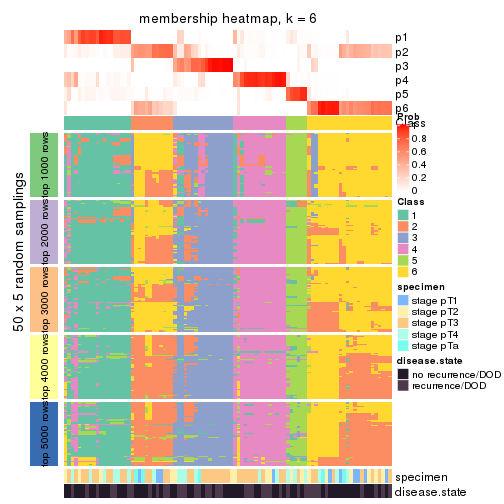 membership heatmap, k = 6
p1
p2
p3
p4
p5
p6
Class
Prob
1
0.8
0.6
0.4
0.2
0
Class
1
2
3
4
5
6
specimen
stage pT1
stage pT2
stage pT3
stage pT4
stage pTa
disease.state
no recurrence/DOD
recurrence/DOD
50 x 5 random samplings
top 1000 rows
top 2000 rows
top 3000 rows
top 4000 rows
top 5000 rows
specimen
disease.state